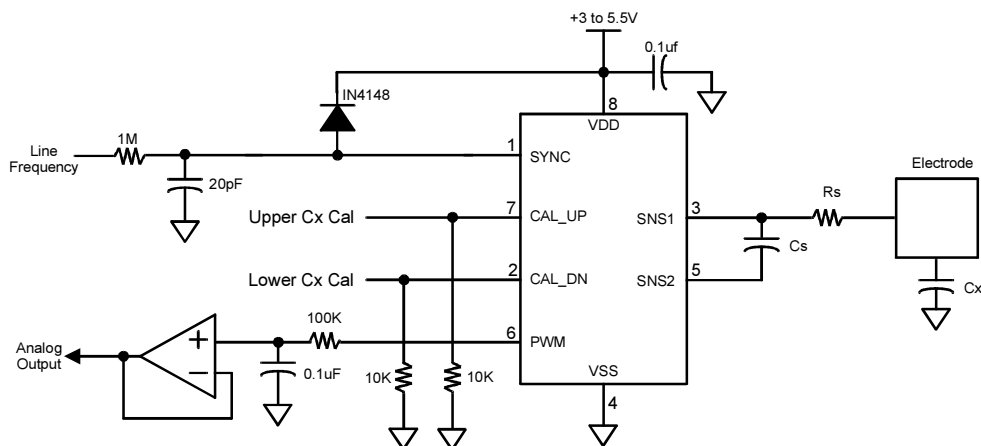 +3 to 5.5V
0.1uf
IN4148
8
VDD
1M
1
Line
Frequency
SYNC
Electrode
20pF
Rs
Upper Cx Cal
7
CAL_UP
SNS1
3
Cs
Lower Cx Cal
2
CAL_DN
SNS2
5
Cx
100K
6
PWM
Analog
Output
+
−
0.1uF
10K
10K
VSS
4